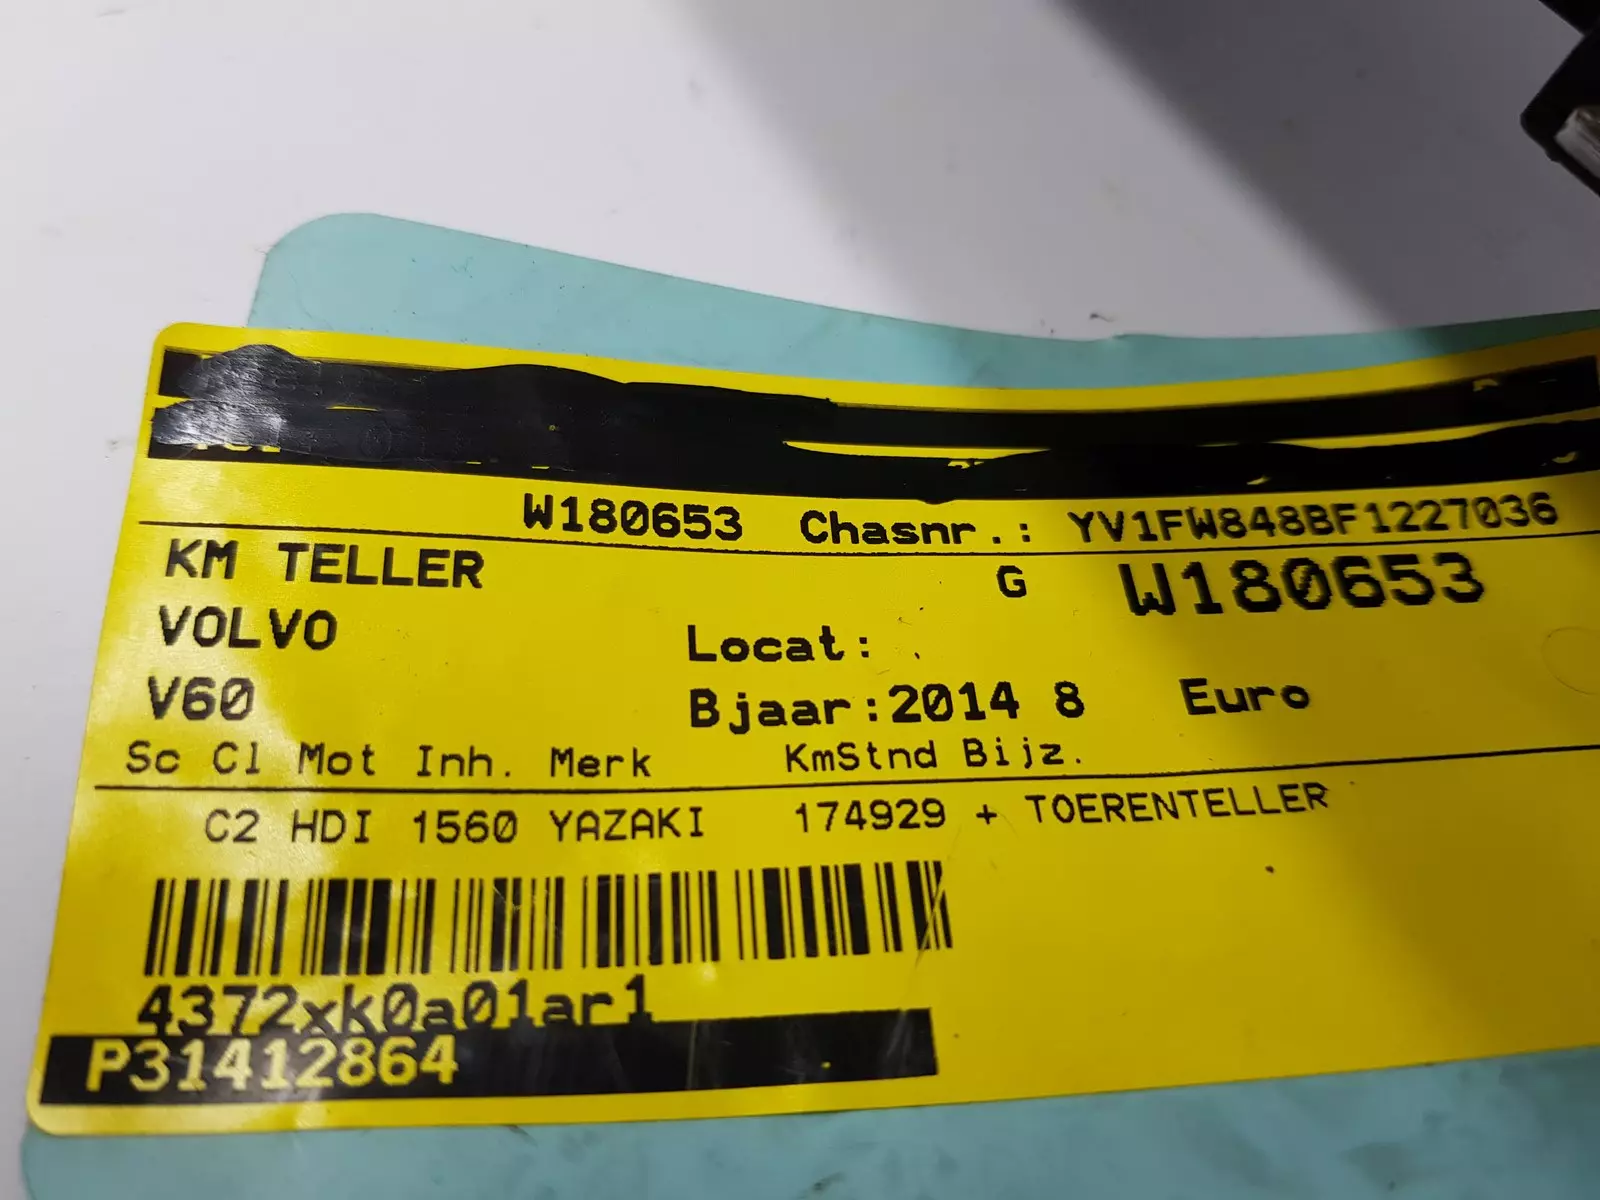 W180653 Chasnr.: YV1FW848BF1227036
KM TELLER G W180653
VOLVO Locat:
V60 Bjaar:2014 8 Euro
Sc Cl Mot Inh. Merk KmStnd Bijz.
C2 HDI 1560 YAZAKI 174929 + TOERENTELLER
4372xk0a01ar1
P31412864